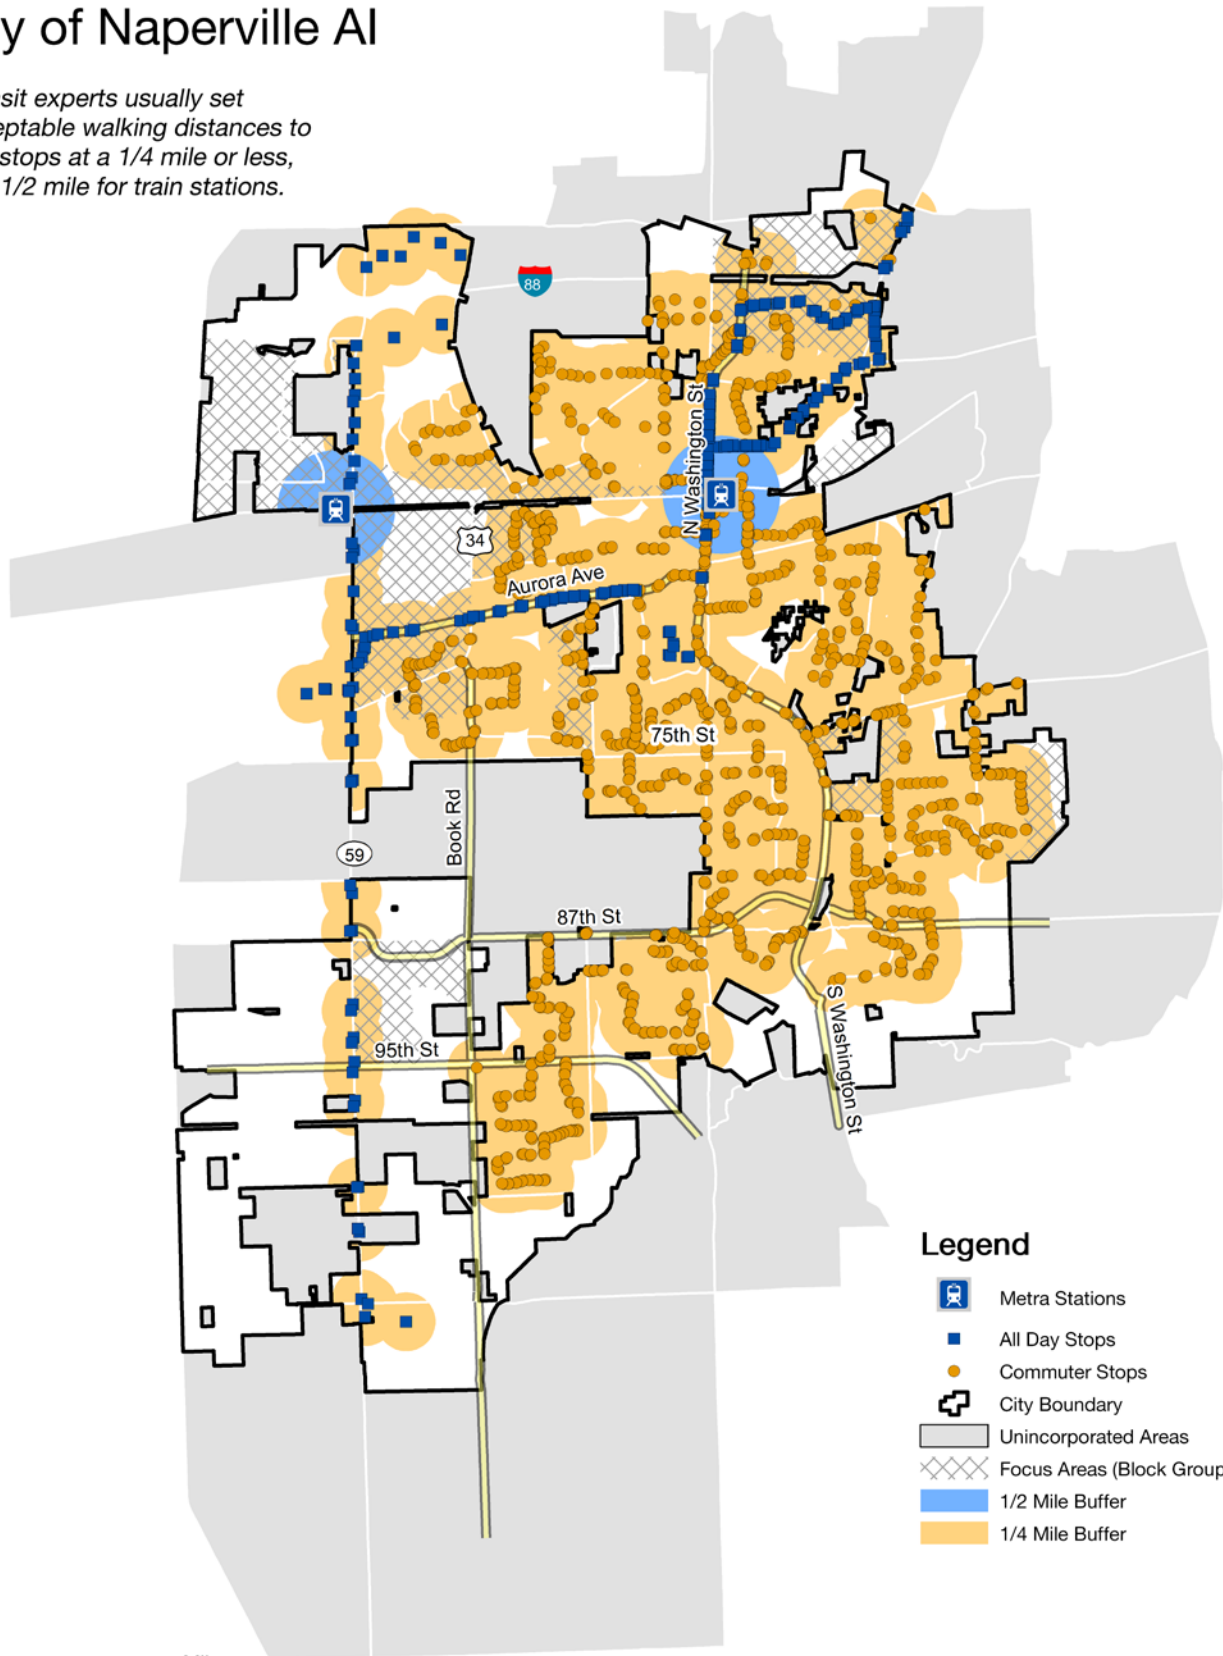 y of Naperville AI
sit experts usually set
eptable walking distances to
stops at a 1/4 mile or less,
1/2 mile for train stations.
88
N Washington St
34
Aurora Ave
75th St
Book Rd
59
87th St
S Washington St
95th St
Legend
Metra Stations
All Day Stops
Commuter Stops
City Boundary
Unincorporated Areas
Focus Areas (Block Group
1/2 Mile Buffer
1/4 Mile Buffer